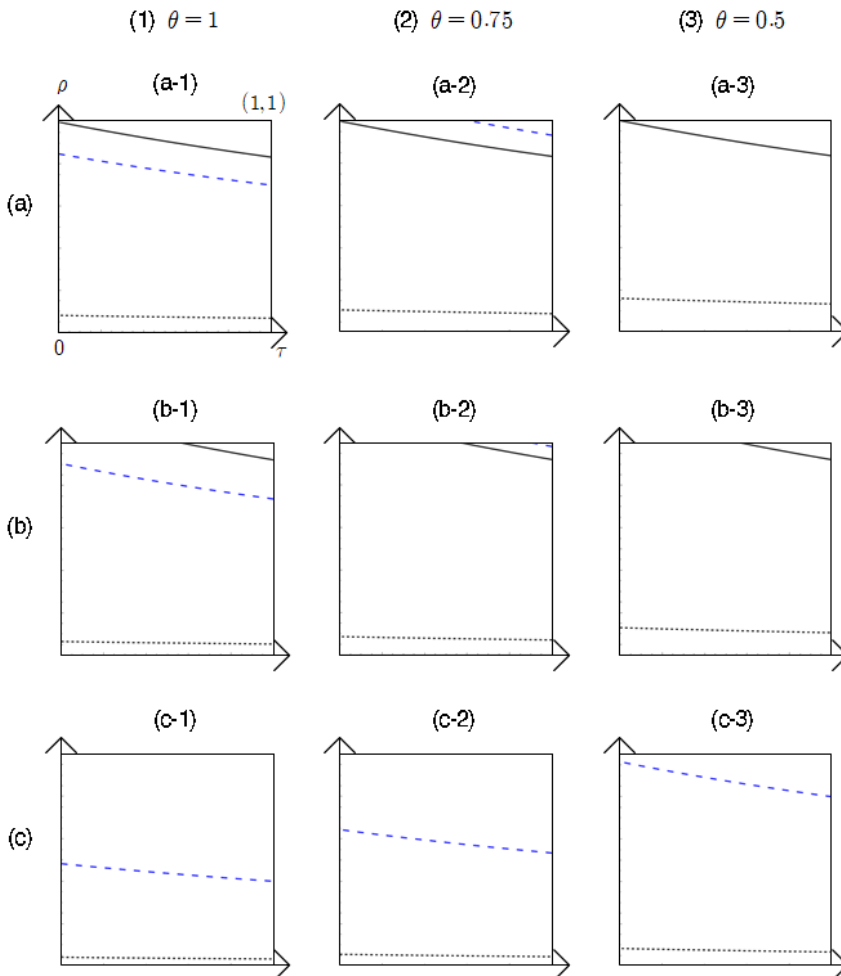 (1) θ = 1 (2) θ = 0.75 (3) θ = 0.5
(a-1) (a-2) (a-3)
ρ (1,1)
(a)
0 τ
(b-1) (b-2) (b-3)
(b)
(c-1) (c-2) (c-3)
(c)